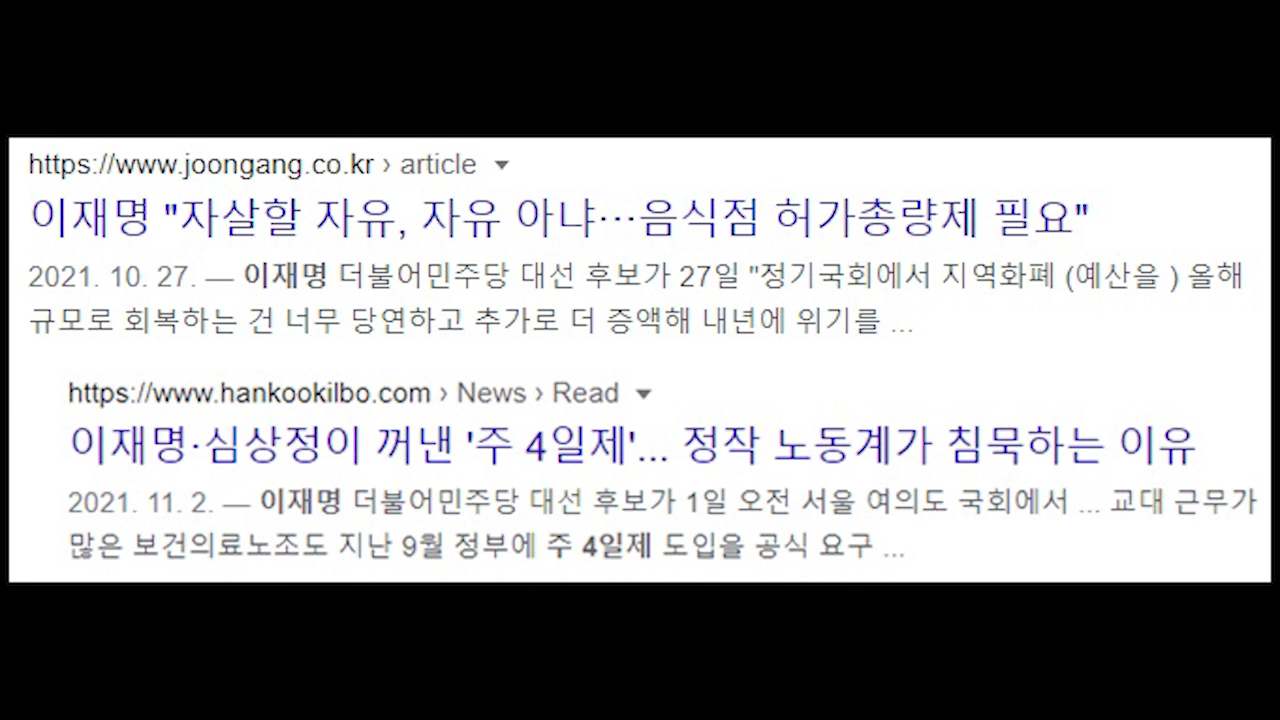 https://www.joongang.co.kr › article
이재명 "자살할 자유, 자유 아냐…음식점 허가총량제 필요"
2021. 10. 27. — 이재명 더불어민주당 대선 후보가 27일 "정기국회에서 지역화폐 (예산을 ) 올해
규모로 회복하는 건 너무 당연하고 추가로 더 증액해 내년에 위기를 ...
https://www.hankookilbo.com › News › Read
이재명·심상정이 꺼낸 '주 4일제'... 정작 노동계가 침묵하는 이유
2021. 11. 2. — 이재명 더불어민주당 대선 후보가 1일 오전 서울 여의도 국회에서 ... 교대 근무가
많은 보건의료노조도 지난 9월 정부에 주 4일제 도입을 공식 요구 ...